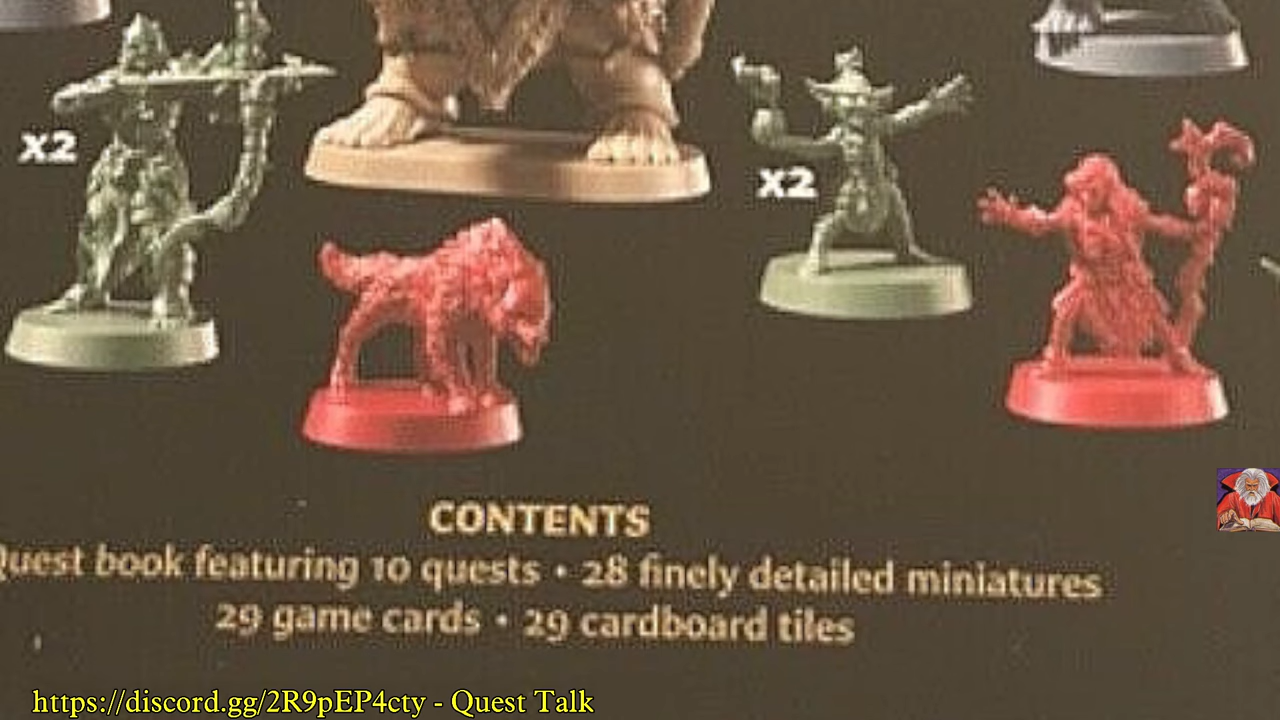 x2
x2
CONTENTS
Quest book featuring 10 quests • 28 finely detailed miniatures
29 game cards • 29 cardboard tiles
https://discord.gg/2R9pEP4cty - Quest Talk